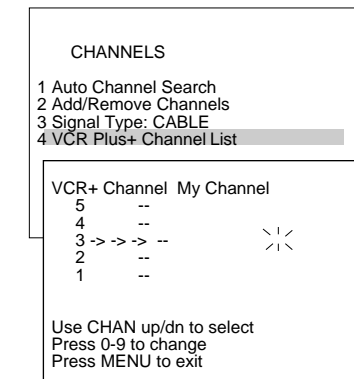 CHANNELS
1 Auto Channel Search
2 Add/Remove Channels
3 Signal Type: CABLE
4 VCR Plus+ Channel List
VCR+ Channel My Channel
5 --
4 --
3 -> -> -> --
2 --
1 --
Use CHAN up/dn to select
Press 0-9 to change
Press MENU to exit